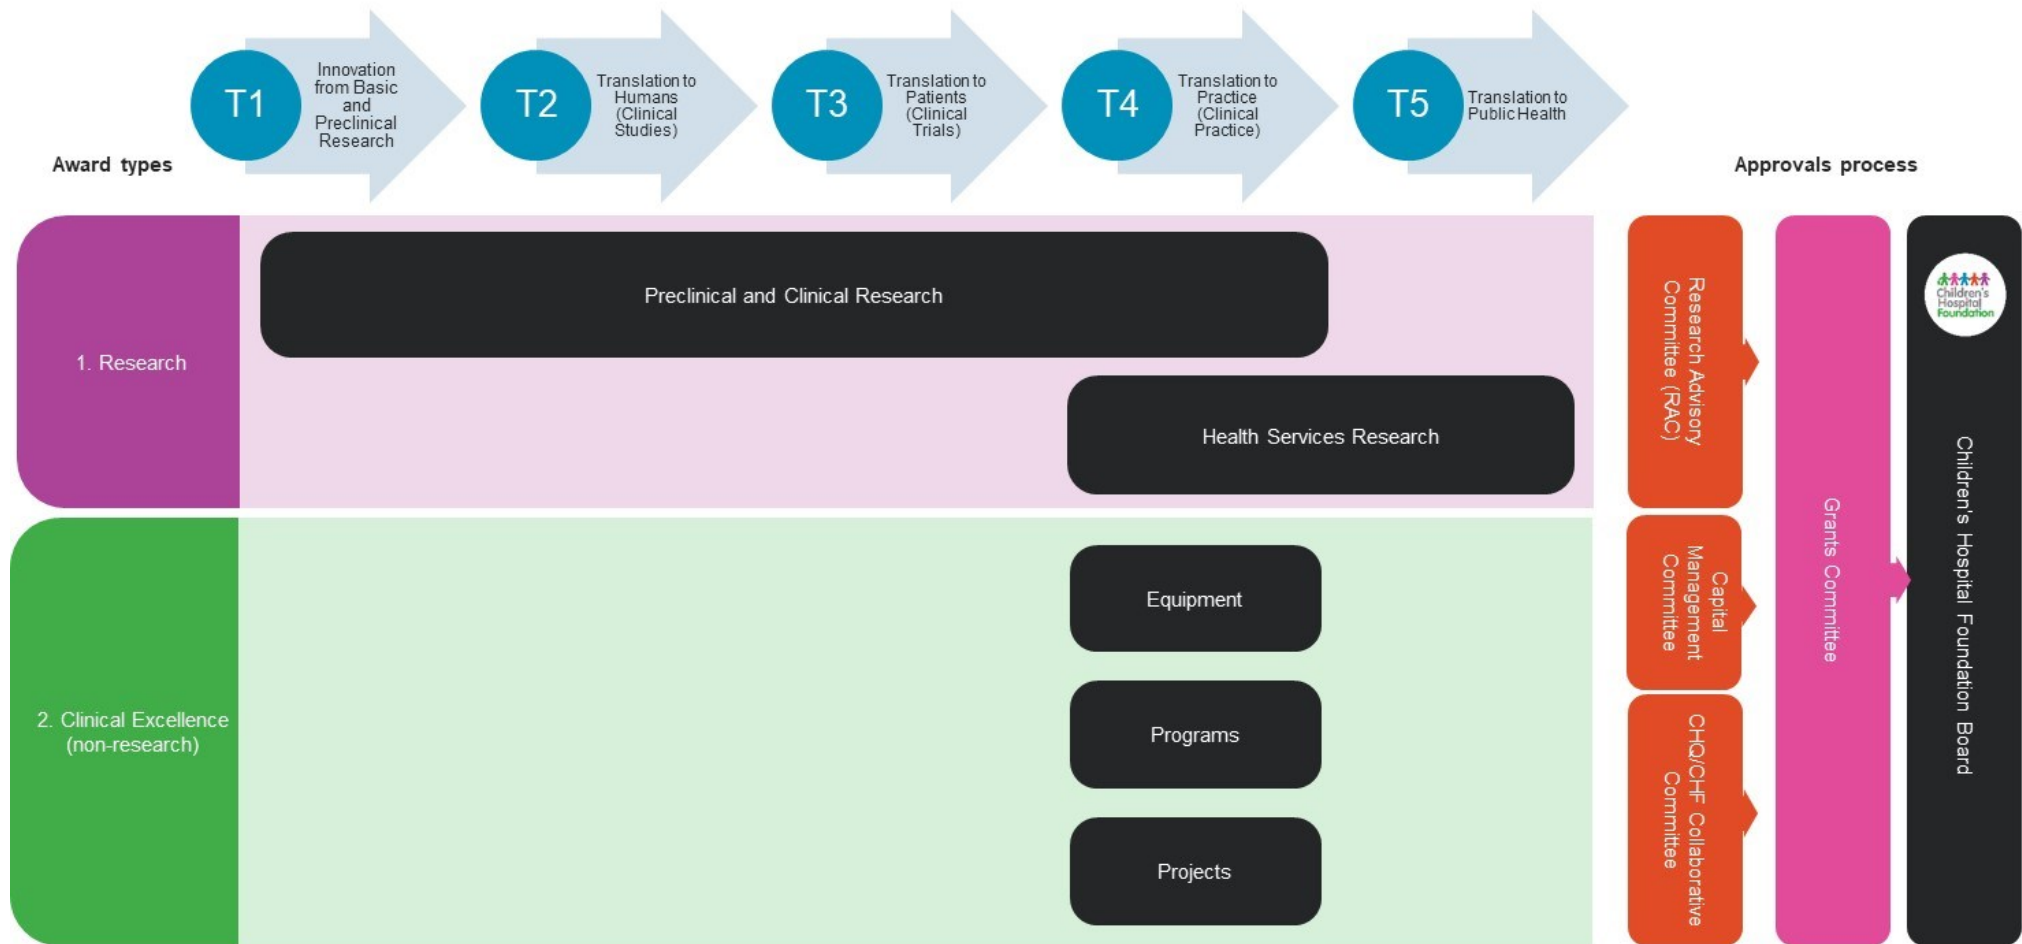 T1
Innovation
from Basic
and
Preclinical
Research
T2
Translation to
Humans
(Clinical
Studies)
T3
Translation to
Patients
(Clinical
Trials)
T4
Translation to
Practice
(Clinical
Practice)
T5
Translation to
Public Health
Award types
Approvals process
1. Research
Preclinical and Clinical Research
Health Services Research
2. Clinical Excellence
(non-research)
Equipment
Programs
Projects
Research Advisory
Committee (RAC)
Capital
Management
Committee
CHQ/CHF Collaborative
Committee
Grants Committee
Children's
Hospital
Foundation
Children's Hospital Foundation Board